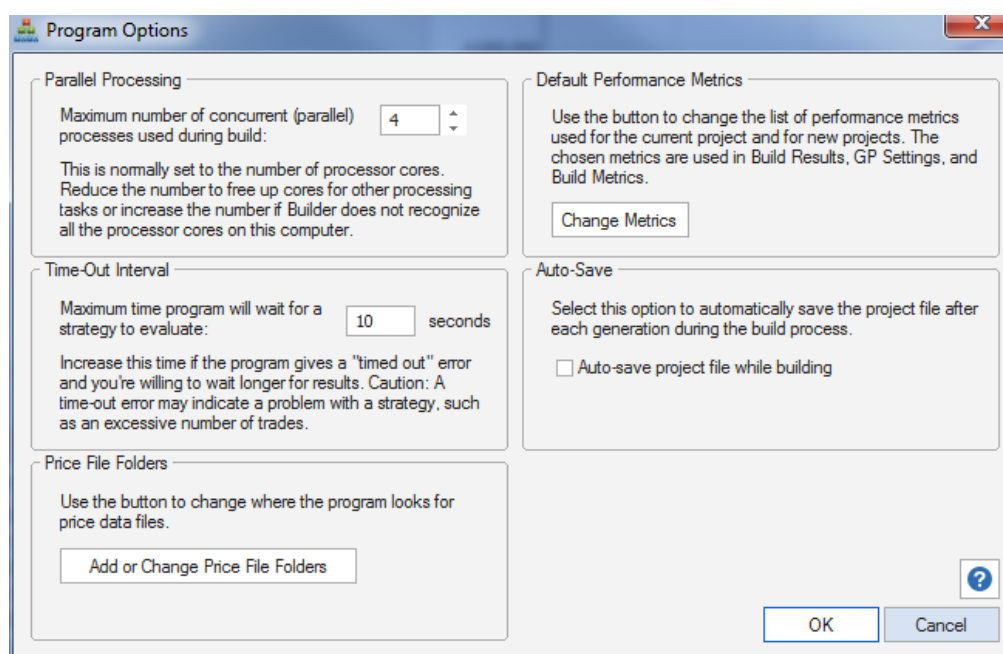 Program Options
Parallel Processing
Maximum number of concurrent (parallel)
processes used during build:
4
This is normally set to the number of processor cores.
Reduce the number to free up cores for other processing
tasks or increase the number if Builder does not recognize
all the processor cores on this computer.
Time-Out Interval
Maximum time program will wait for a
strategy to evaluate:
10 seconds
Increase this time if the program gives a "timed out" error
and you're willing to wait longer for results. Caution: A
time-out error may indicate a problem with a strategy, such
as an excessive number of trades.
Price File Folders
Use the button to change where the program looks for
price data files.
Add or Change Price File Folders
Default Performance Metrics
Use the button to change the list of performance metrics
used for the current project and for new projects. The
chosen metrics are used in Build Results, GP Settings, and
Build Metrics.
Change Metrics
Auto-Save
Select this option to automatically save the project file after
each generation during the build process.
Auto-save project file while building
?
OK
Cancel